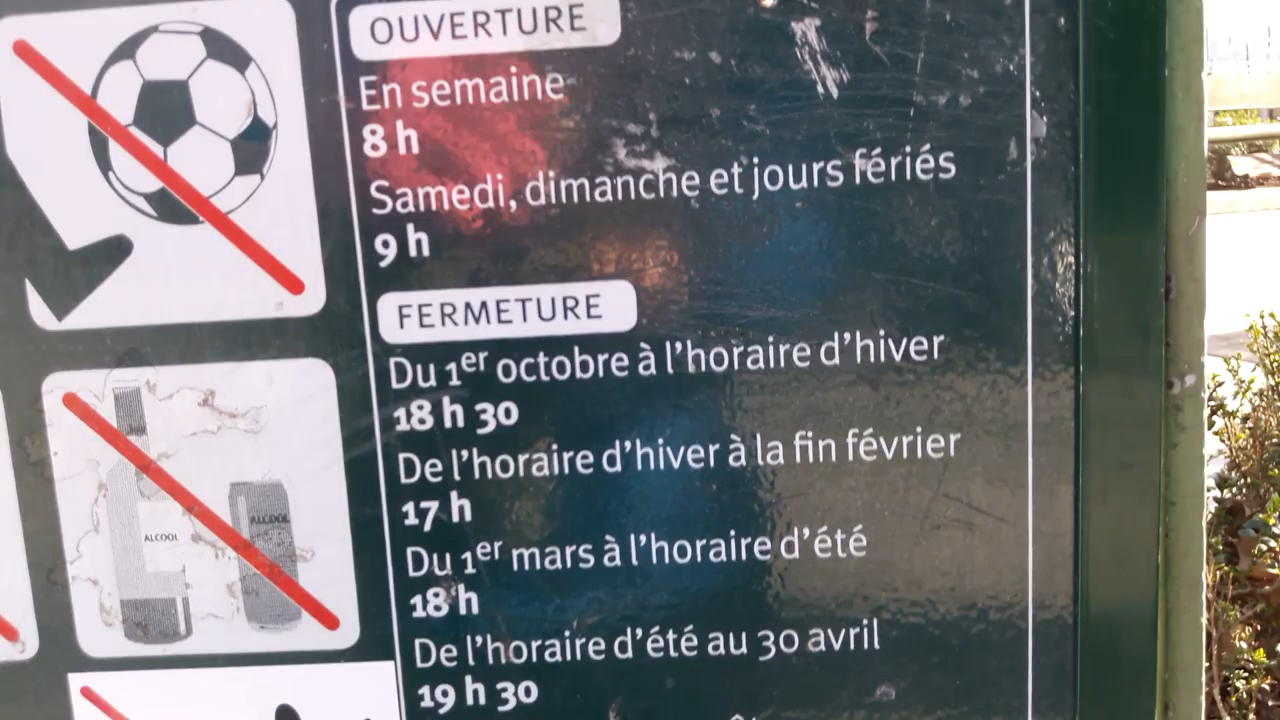 OUVERTURE
En semaine
8 h
Samedi, dimanche et jours fériés
9 h
FERMETURE
Du 1er octobre à l'horaire d'hiver
18 h 30
De l'horaire d'hiver à la fin février
17 h
Du 1er mars à l'horaire d'été
18 h
De l'horaire d'été au 30 avril
19 h 30
ALCOOL
ALCOOL